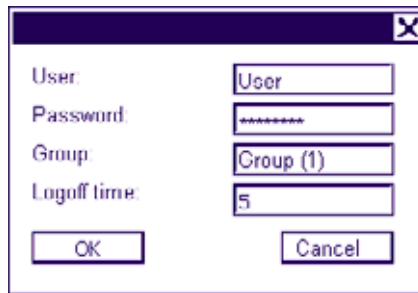 User:
User
Password:
********
Group:
Group (1)
Logoff time:
5
OK
Cancel